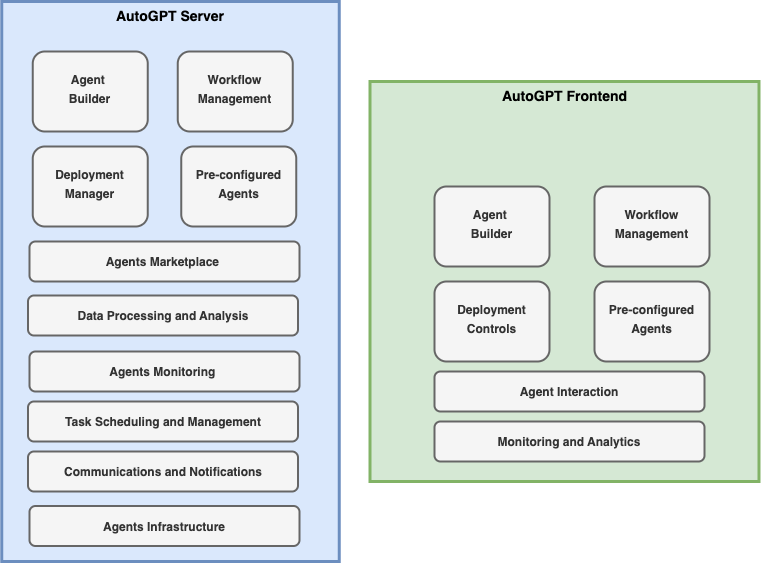 AutoGPT Server
Agent
Builder
Workflow
Management
Deployment
Manager
Pre-configured
Agents
Agents Marketplace
Data Processing and Analysis
Agents Monitoring
Task Scheduling and Management
Communications and Notifications
Agents Infrastructure
AutoGPT Frontend
Agent
Builder
Workflow
Management
Deployment
Controls
Pre-configured
Agents
Agent Interaction
Monitoring and Analytics